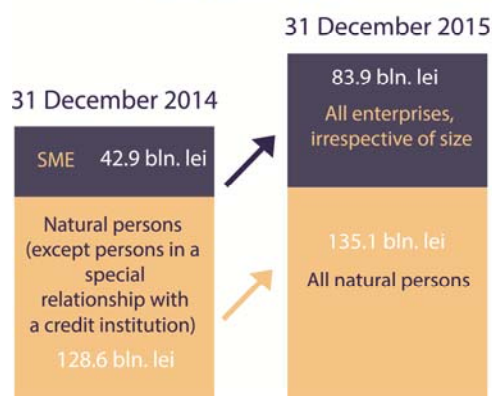 31 December 2015
83.9 bln. lei
All enterprises,
irrespective of size
135.1 bln. lei
All natural persons
31 December 2014
SME 42.9 bln. lei
Natural persons
(except persons in a
special
relationship with
a credit institution)
128.6 bln. lei